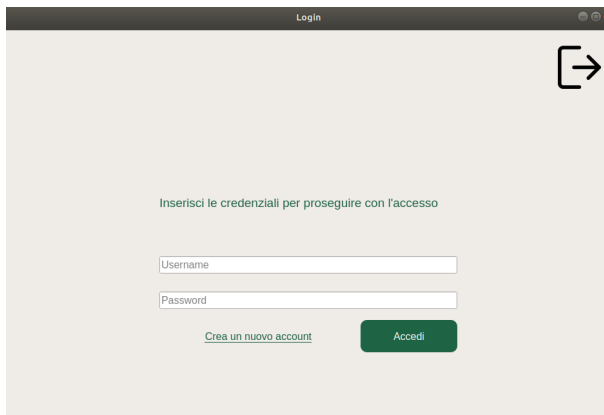 Login
Inserisci le credenziali per proseguire con l'accesso
Username
Password
Crea un nuovo account
Accedi